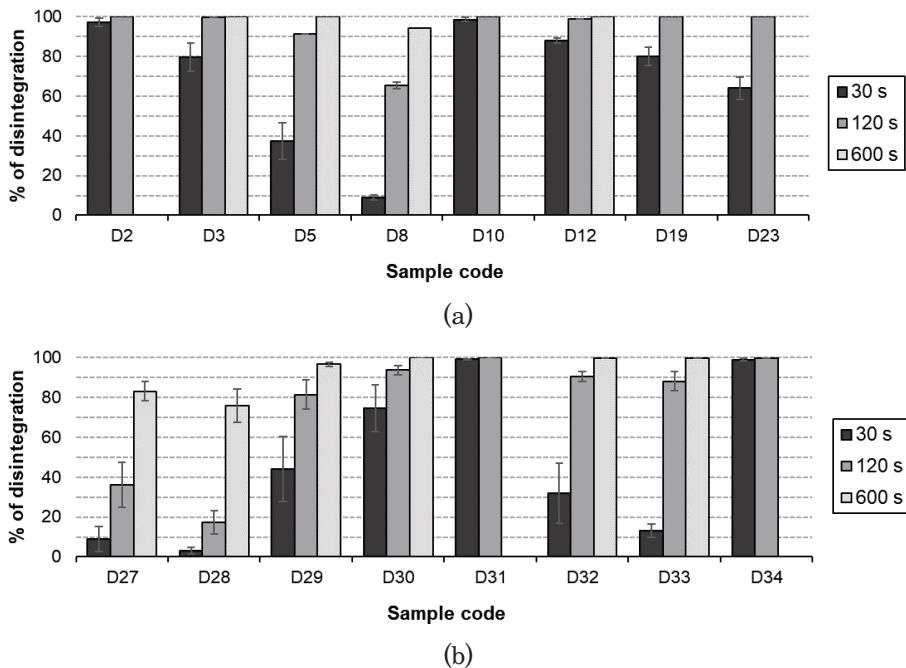 100
80
60
40
20
0
% of disintegration
D2 D3 D5 D8 D10 D12 D19 D23
Sample code
30 s
120 s
600 s
(a)
100
80
60
40
20
0
% of disintegration
D27 D28 D29 D30 D31 D32 D33 D34
Sample code
30 s
120 s
600 s
(b)